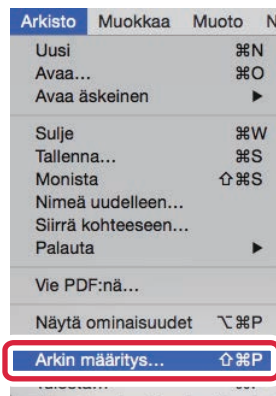 Arkisto Muokkaa Muoto N
Uusi ⌘N
Avaa... ⌘O
Avaa äskeinen ▶
Sulje ⌘W
Tallenna... ⌘S
Monista ⇧⌘S
Nimeä uudelleen...
Siirrä kohteeseen...
Palauta ▶
Vie PDF:nä...
Näytä ominaisuudet ⌥⌘P
Arkin määritys... ⇧⌘P